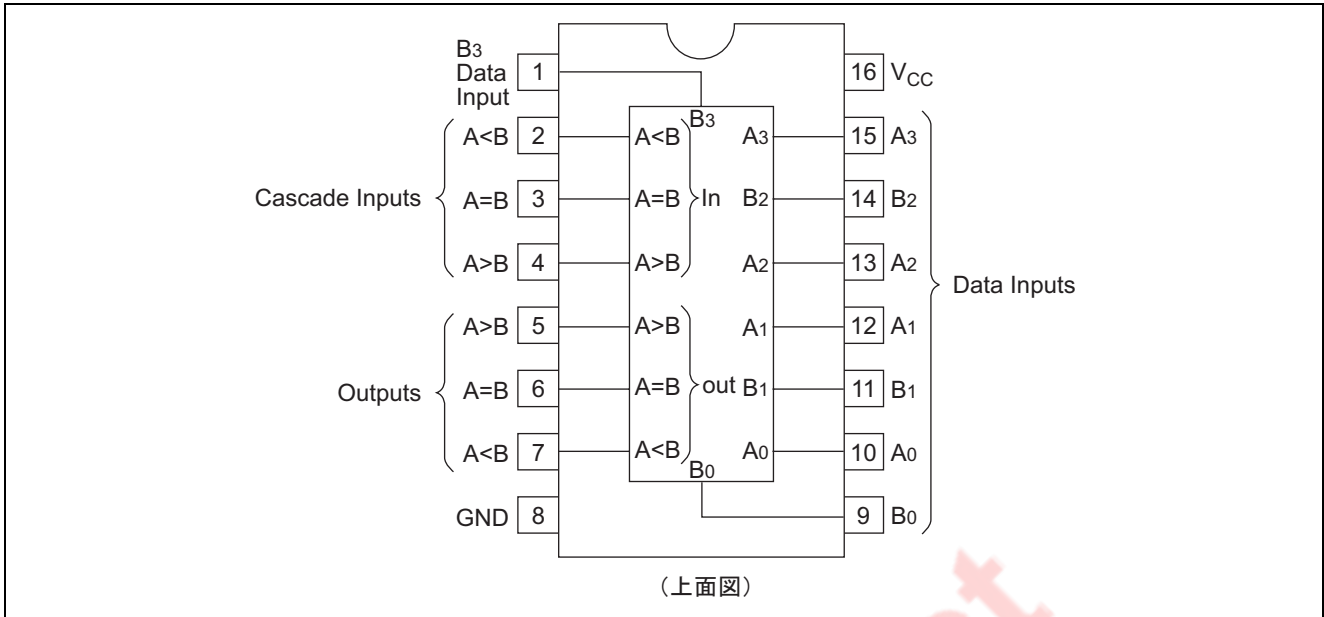 B3
Data
Input
1
16
VCC
B3
A<B
2
A<B
A3
15
A3
Cascade Inputs
A=B
3
A=B
In
B2
14
B2
A>B
4
A>B
A2
13
A2
Data Inputs
A>B
5
A>B
A1
12
A1
Outputs
A=B
6
A=B
out
B1
11
B1
A<B
7
A<B
A0
10
A0
B0
GND
8
9
B0
(上面図)